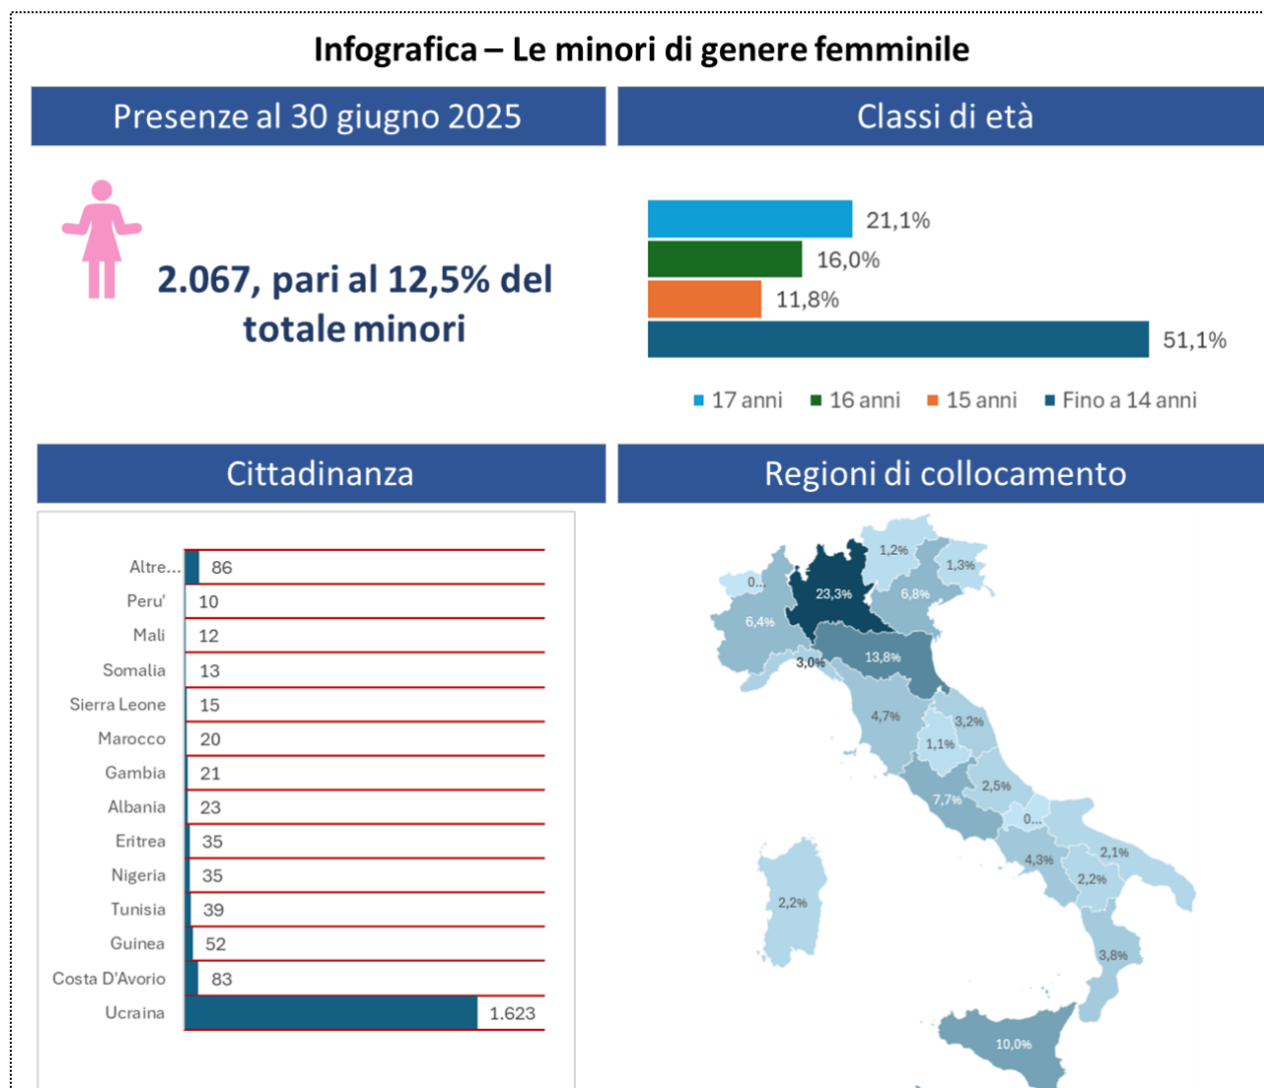 Infografica – Le minori di genere femminile
Presenze al 30 giugno 2025
2.067, pari al 12,5% del
totale minori
Classi di età
21,1%
16,0%
11,8%
51,1%
17 anni 16 anni 15 anni Fino a 14 anni
Cittadinanza
Altre... 86
Peru' 10
Mali 12
Somalia 13
Sierra Leone 15
Marocco 20
Gambia 21
Albania 23
Eritrea 35
Nigeria 35
Tunisia 39
Guinea 52
Costa D'Avorio 83
Ucraina 1.623
Regioni di collocamento
1,2%
1,3%
0...
23,3%
6,8%
6,4%
13,8%
3,0%
4,7%
3,2%
1,1%
2,5%
7,7%
0...
4,3%
2,1%
2,2%
2,2%
3,8%
10,0%